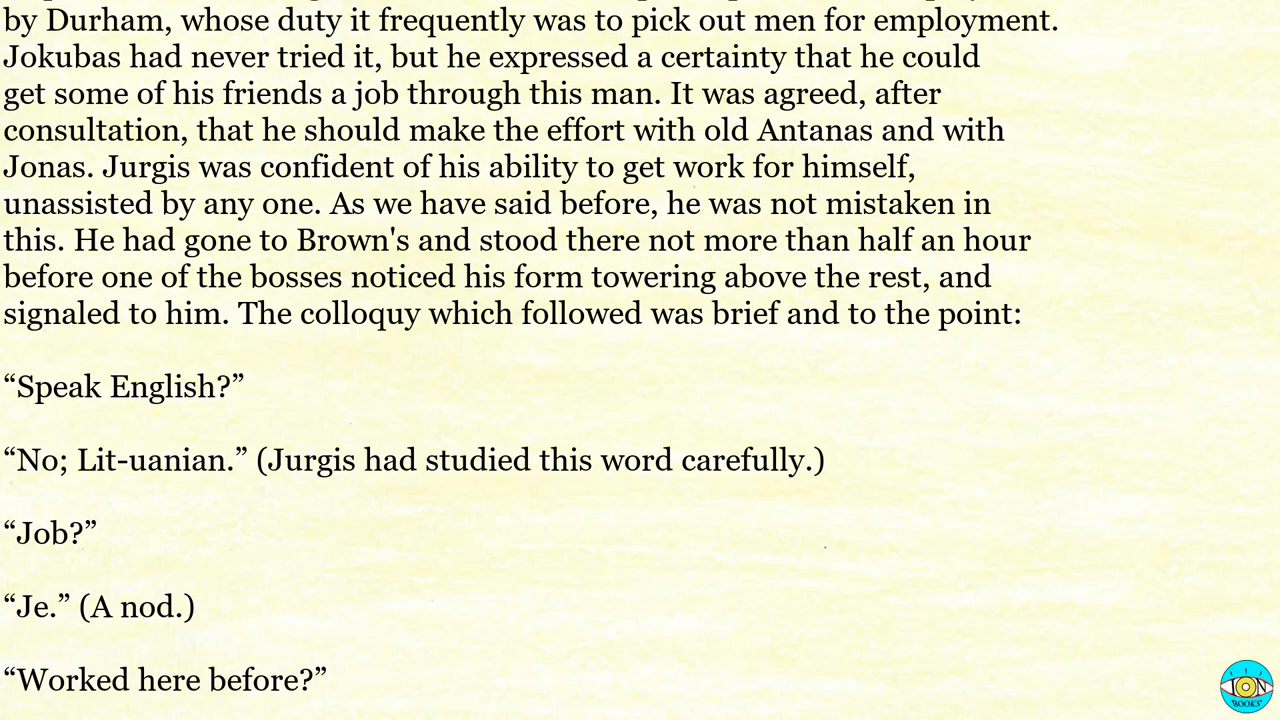 by Durham, whose duty it frequently was to pick out men for employment.
Jokubas had never tried it, but he expressed a certainty that he could
get some of his friends a job through this man. It was agreed, after
consultation, that he should make the effort with old Antanas and with
Jonas. Jurgis was confident of his ability to get work for himself,
unassisted by any one. As we have said before, he was not mistaken in
this. He had gone to Brown's and stood there not more than half an hour
before one of the bosses noticed his form towering above the rest, and
signaled to him. The colloquy which followed was brief and to the point:
“Speak English?”
“No; Lit-uanian.” (Jurgis had studied this word carefully.)
“Job?”
“Je.” (A nod.)
“Worked here before?”
ION
BOOKS